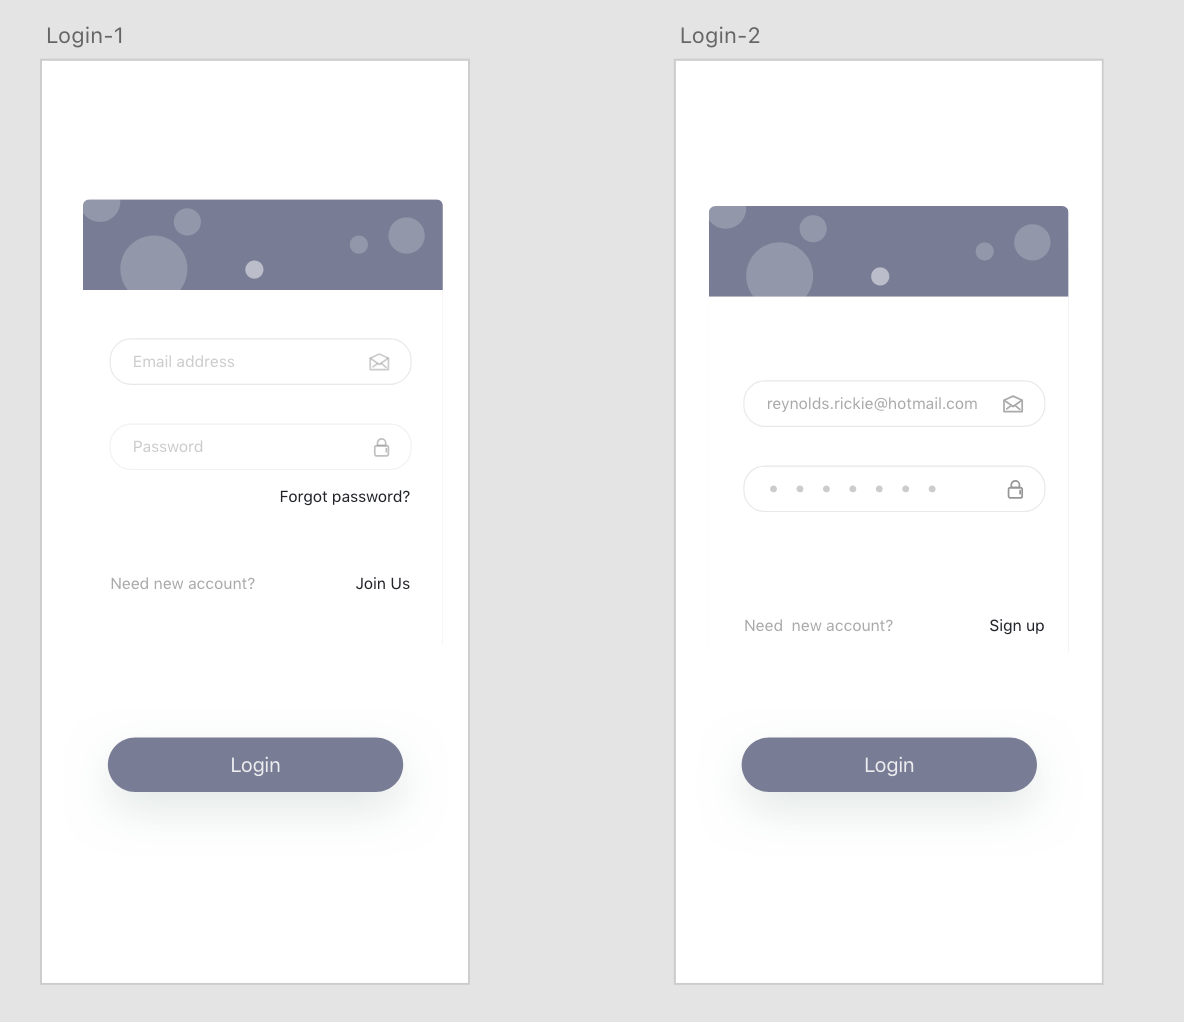 Login-1
Email address
Password
Forgot password?
Need new account? Join Us
Login
Login-2
reynolds.rickie@hotmail.com
Need  new account? Sign up
Login